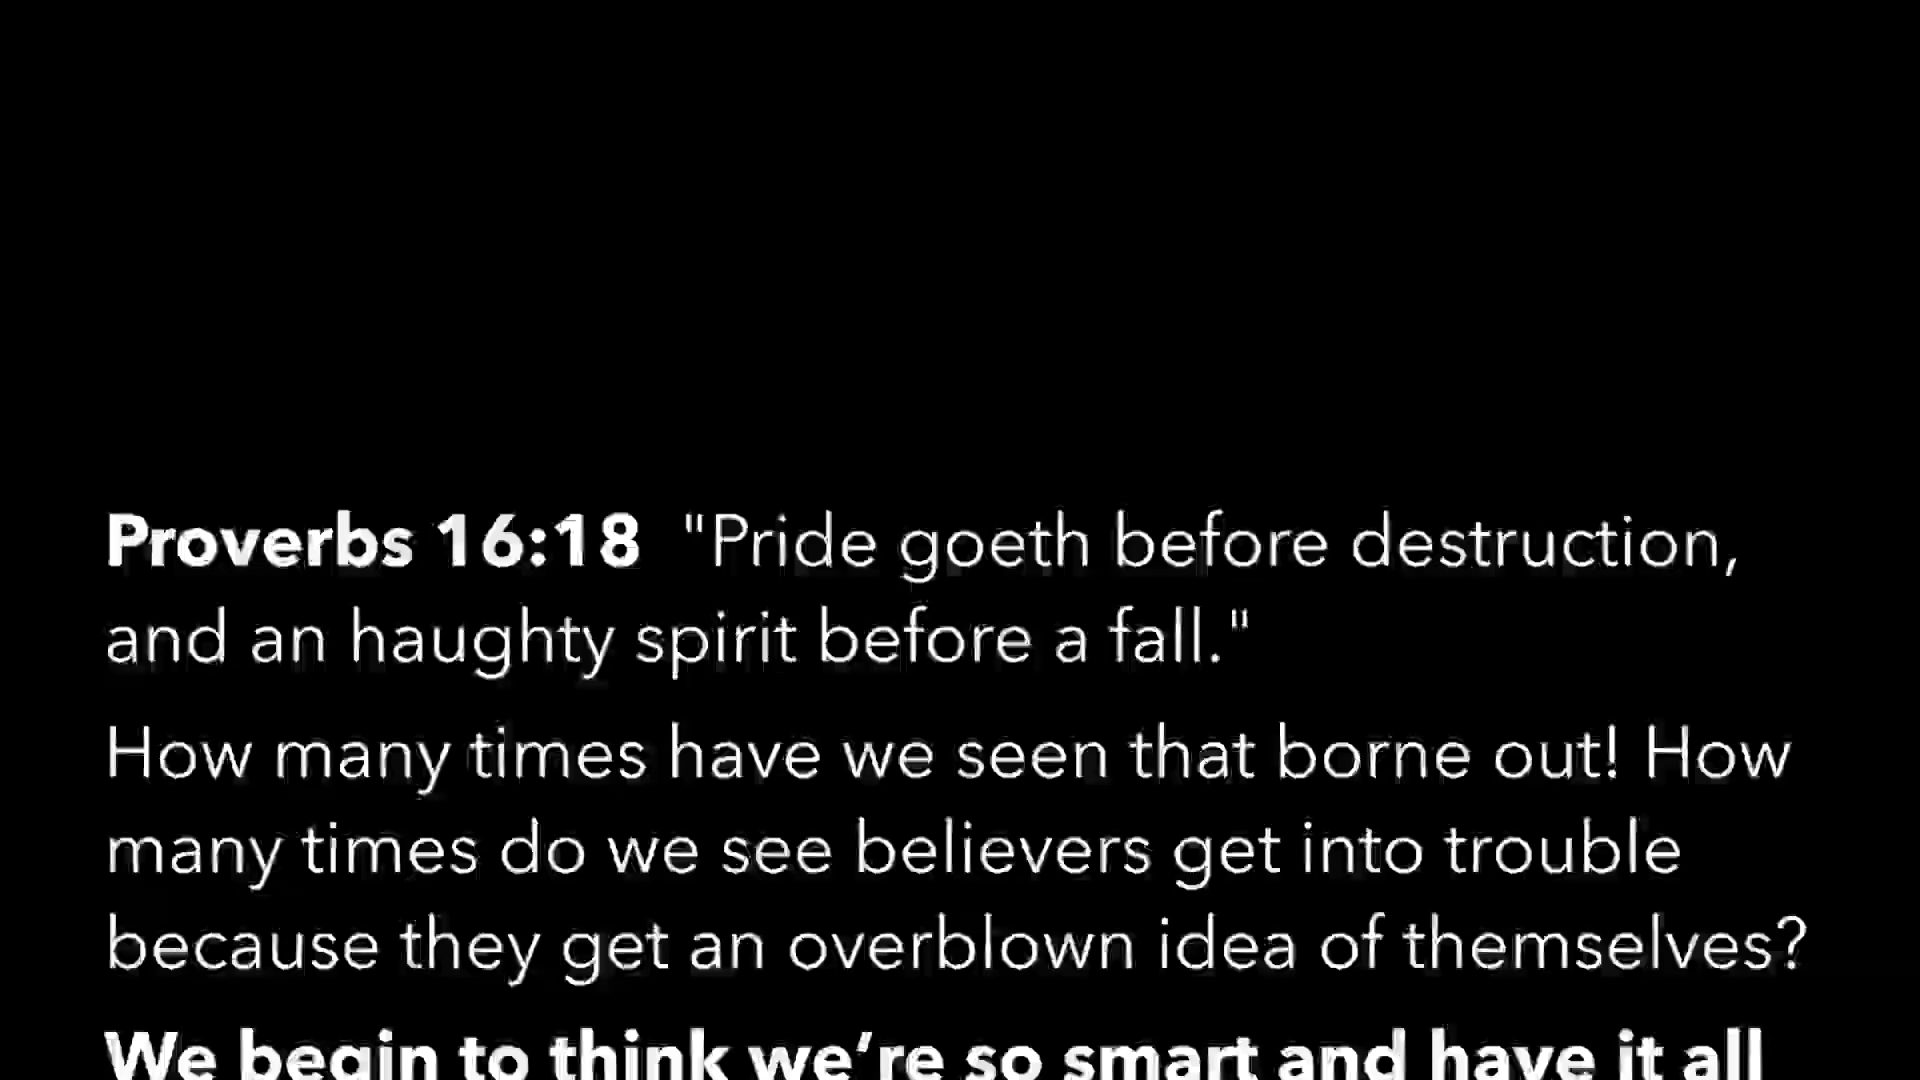 Proverbs 16:18  "Pride goeth before destruction,
and an haughty spirit before a fall."
How many times have we seen that borne out! How
many times do we see believers get into trouble
because they get an overblown idea of themselves?
We begin to think we’re so smart and have it all